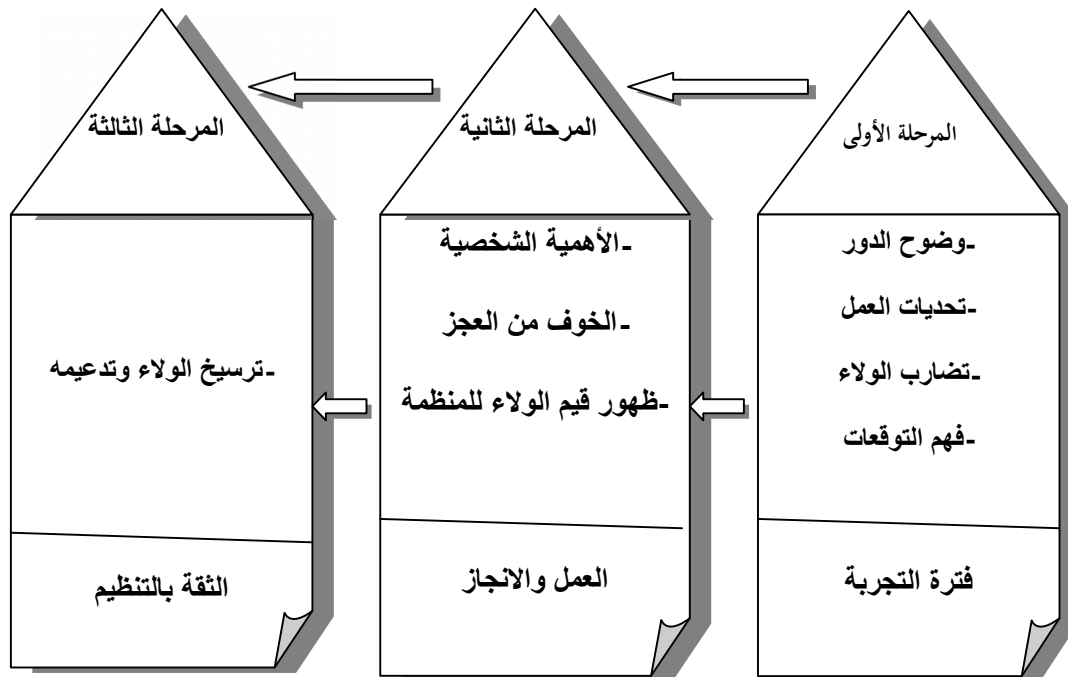 المرحلة الأولى
-وضوح الدور
-تحديات العمل
-تضارب الولاء
-فهم التوقعات
فترة التجربة
المرحلة الثانية
-الأهمية الشخصية
-الخوف من العجز
-ظهور قيم الولاء للمنظمة
العمل والانجاز
المرحلة الثالثة
-ترسيخ الولاء وتدعيمه
الثقة بالتنظيم